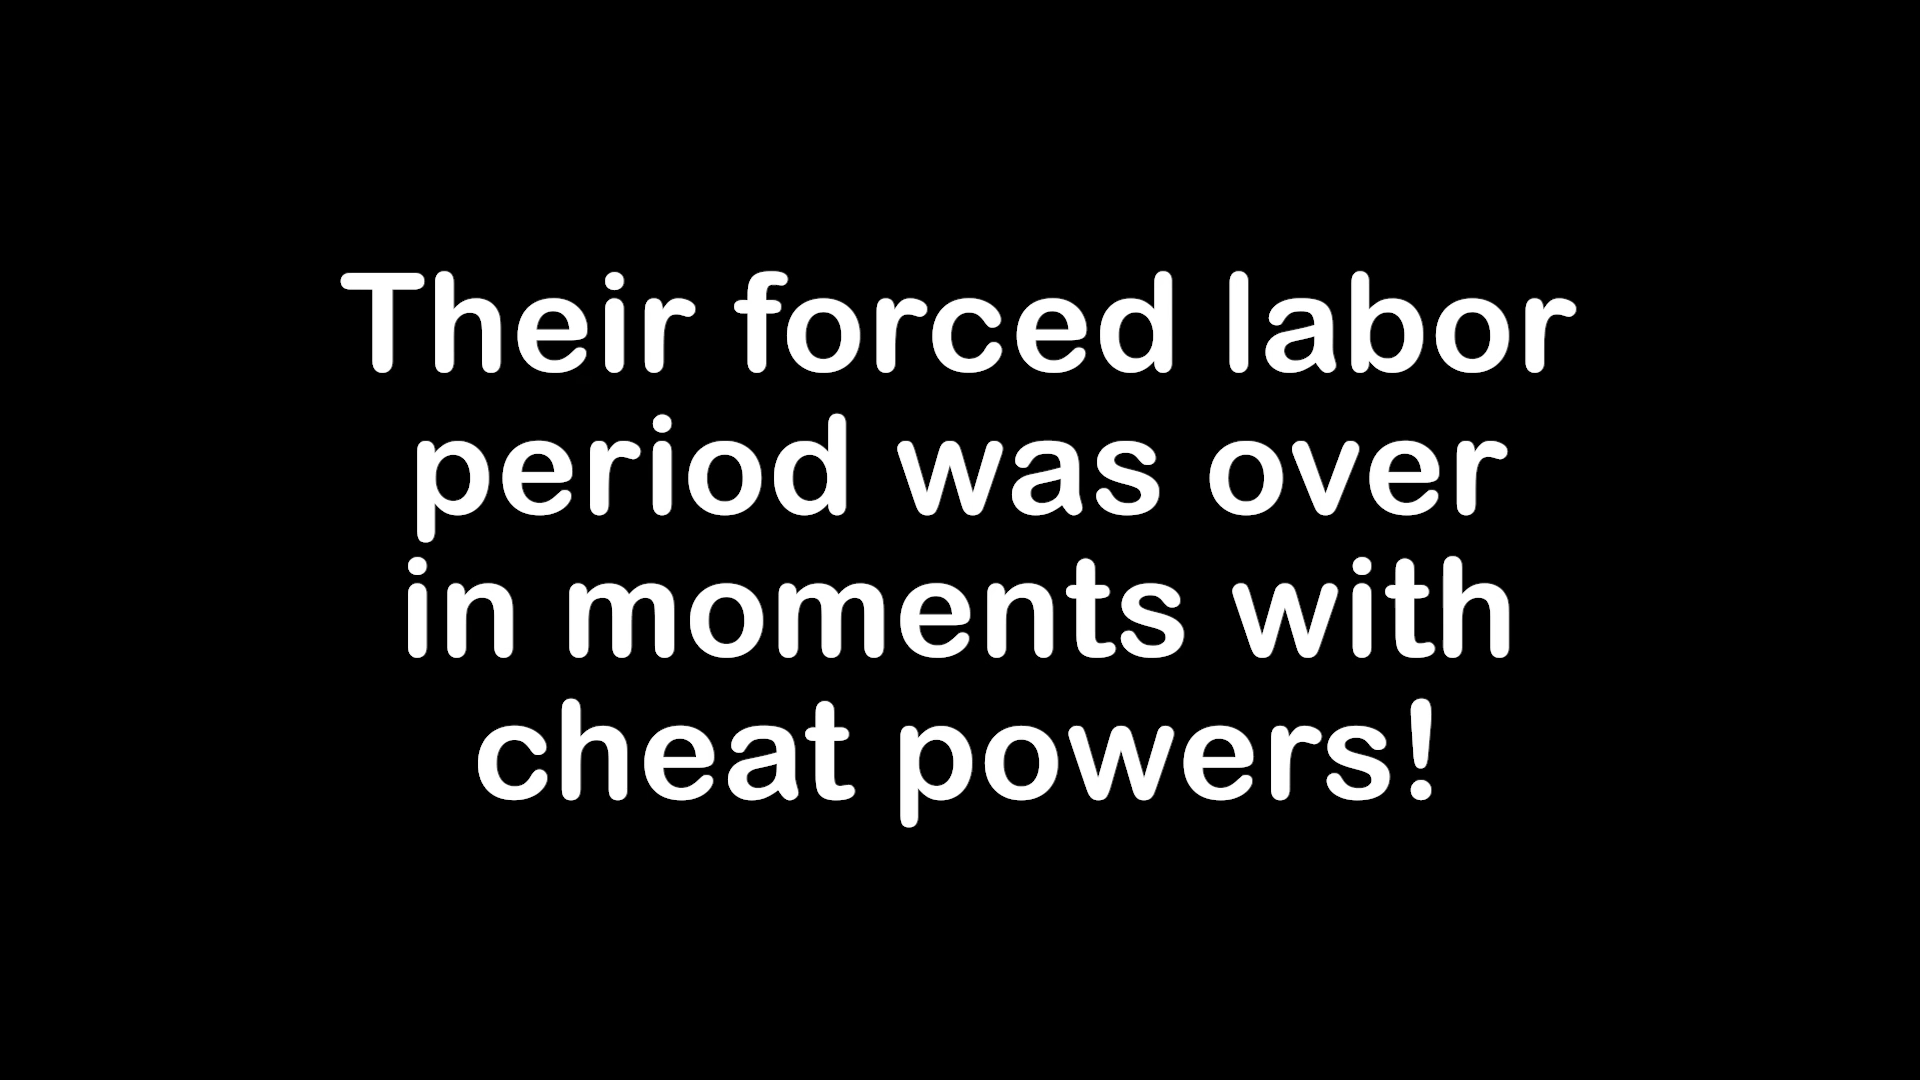 Their forced labor
period was over
in moments with
cheat powers!